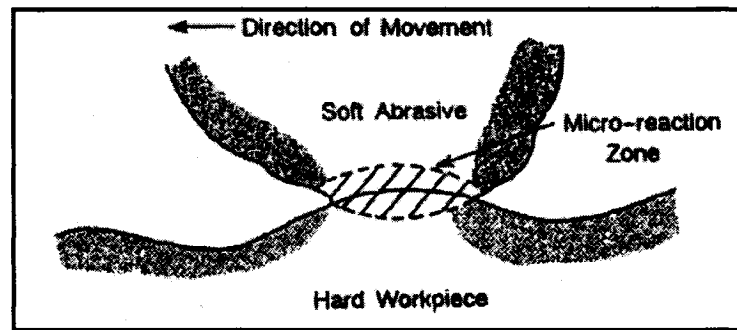 Direction of Movement
Soft Abrasive
Micro-reaction
Zone
Hard Workpiece